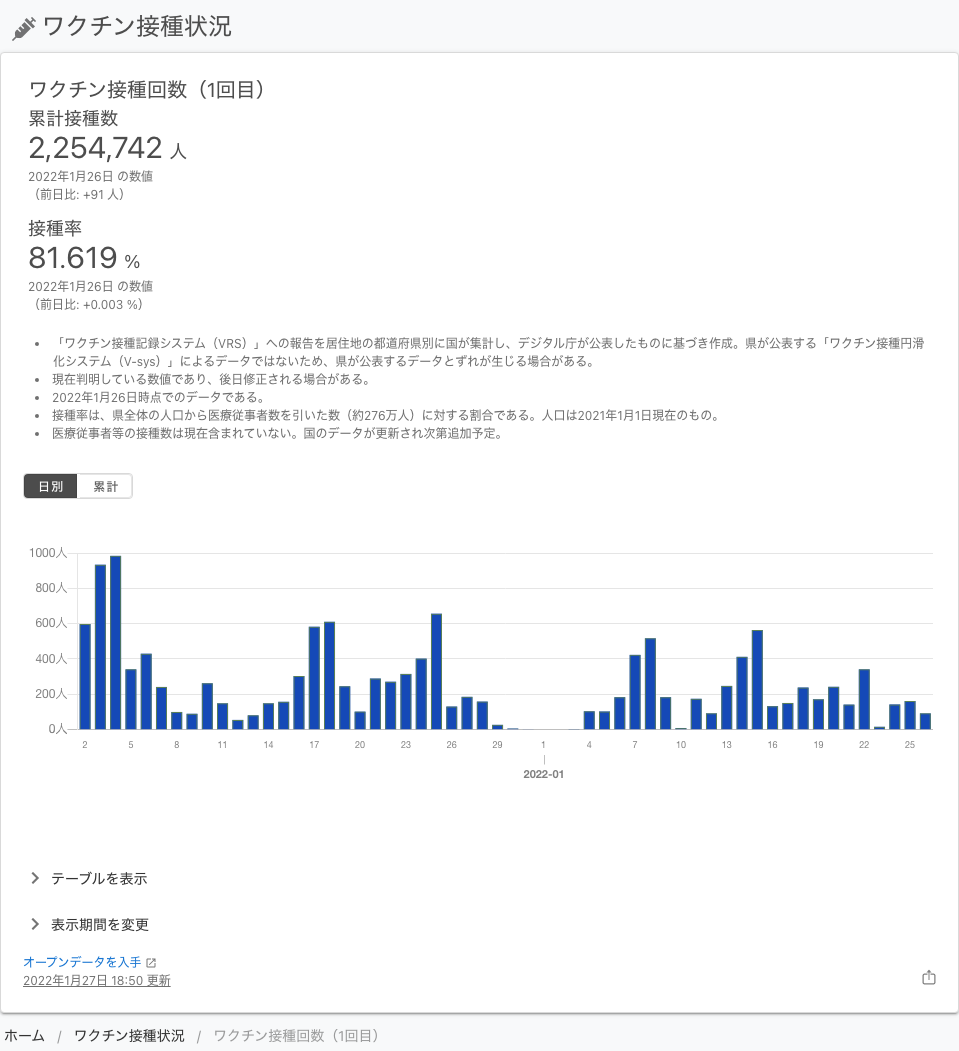 ワクチン接種状況
ワクチン接種回数（1回目）
累計接種数
2,254,742 人
2022年1月26日 の数値
（前日比: +91 人）
接種率
81.619 %
2022年1月26日 の数値
（前日比: +0.003 %）
• 「ワクチン接種記録システム（VRS）」への報告を居住地の都道府県別に国が集計し、デジタル庁が公表したものに基づき作成。県が公表する「ワクチン接種円滑
化システム（V-sys）」によるデータではないため、県が公表するデータとずれが生じる場合がある。
• 現在判明している数値であり、後日修正される場合がある。
• 2022年1月26日時点でのデータである。
• 接種率は、県全体の人口から医療従事者数を引いた数（約276万人）に対する割合である。人口は2021年1月1日現在のもの。
• 医療従事者等の接種数は現在含まれていない。国のデータが更新され次第追加予定。
日別 累計
1000人
800人
600人
400人
200人
0人
2 5 8 11 14 17 20 23 26 29 1 4 7 10 13 16 19 22 25
2022-01
テーブルを表示
表示期間を変更
オープンデータを入手
2022年1月27日 18:50 更新
ホーム / ワクチン接種状況 / ワクチン接種回数（1回目）